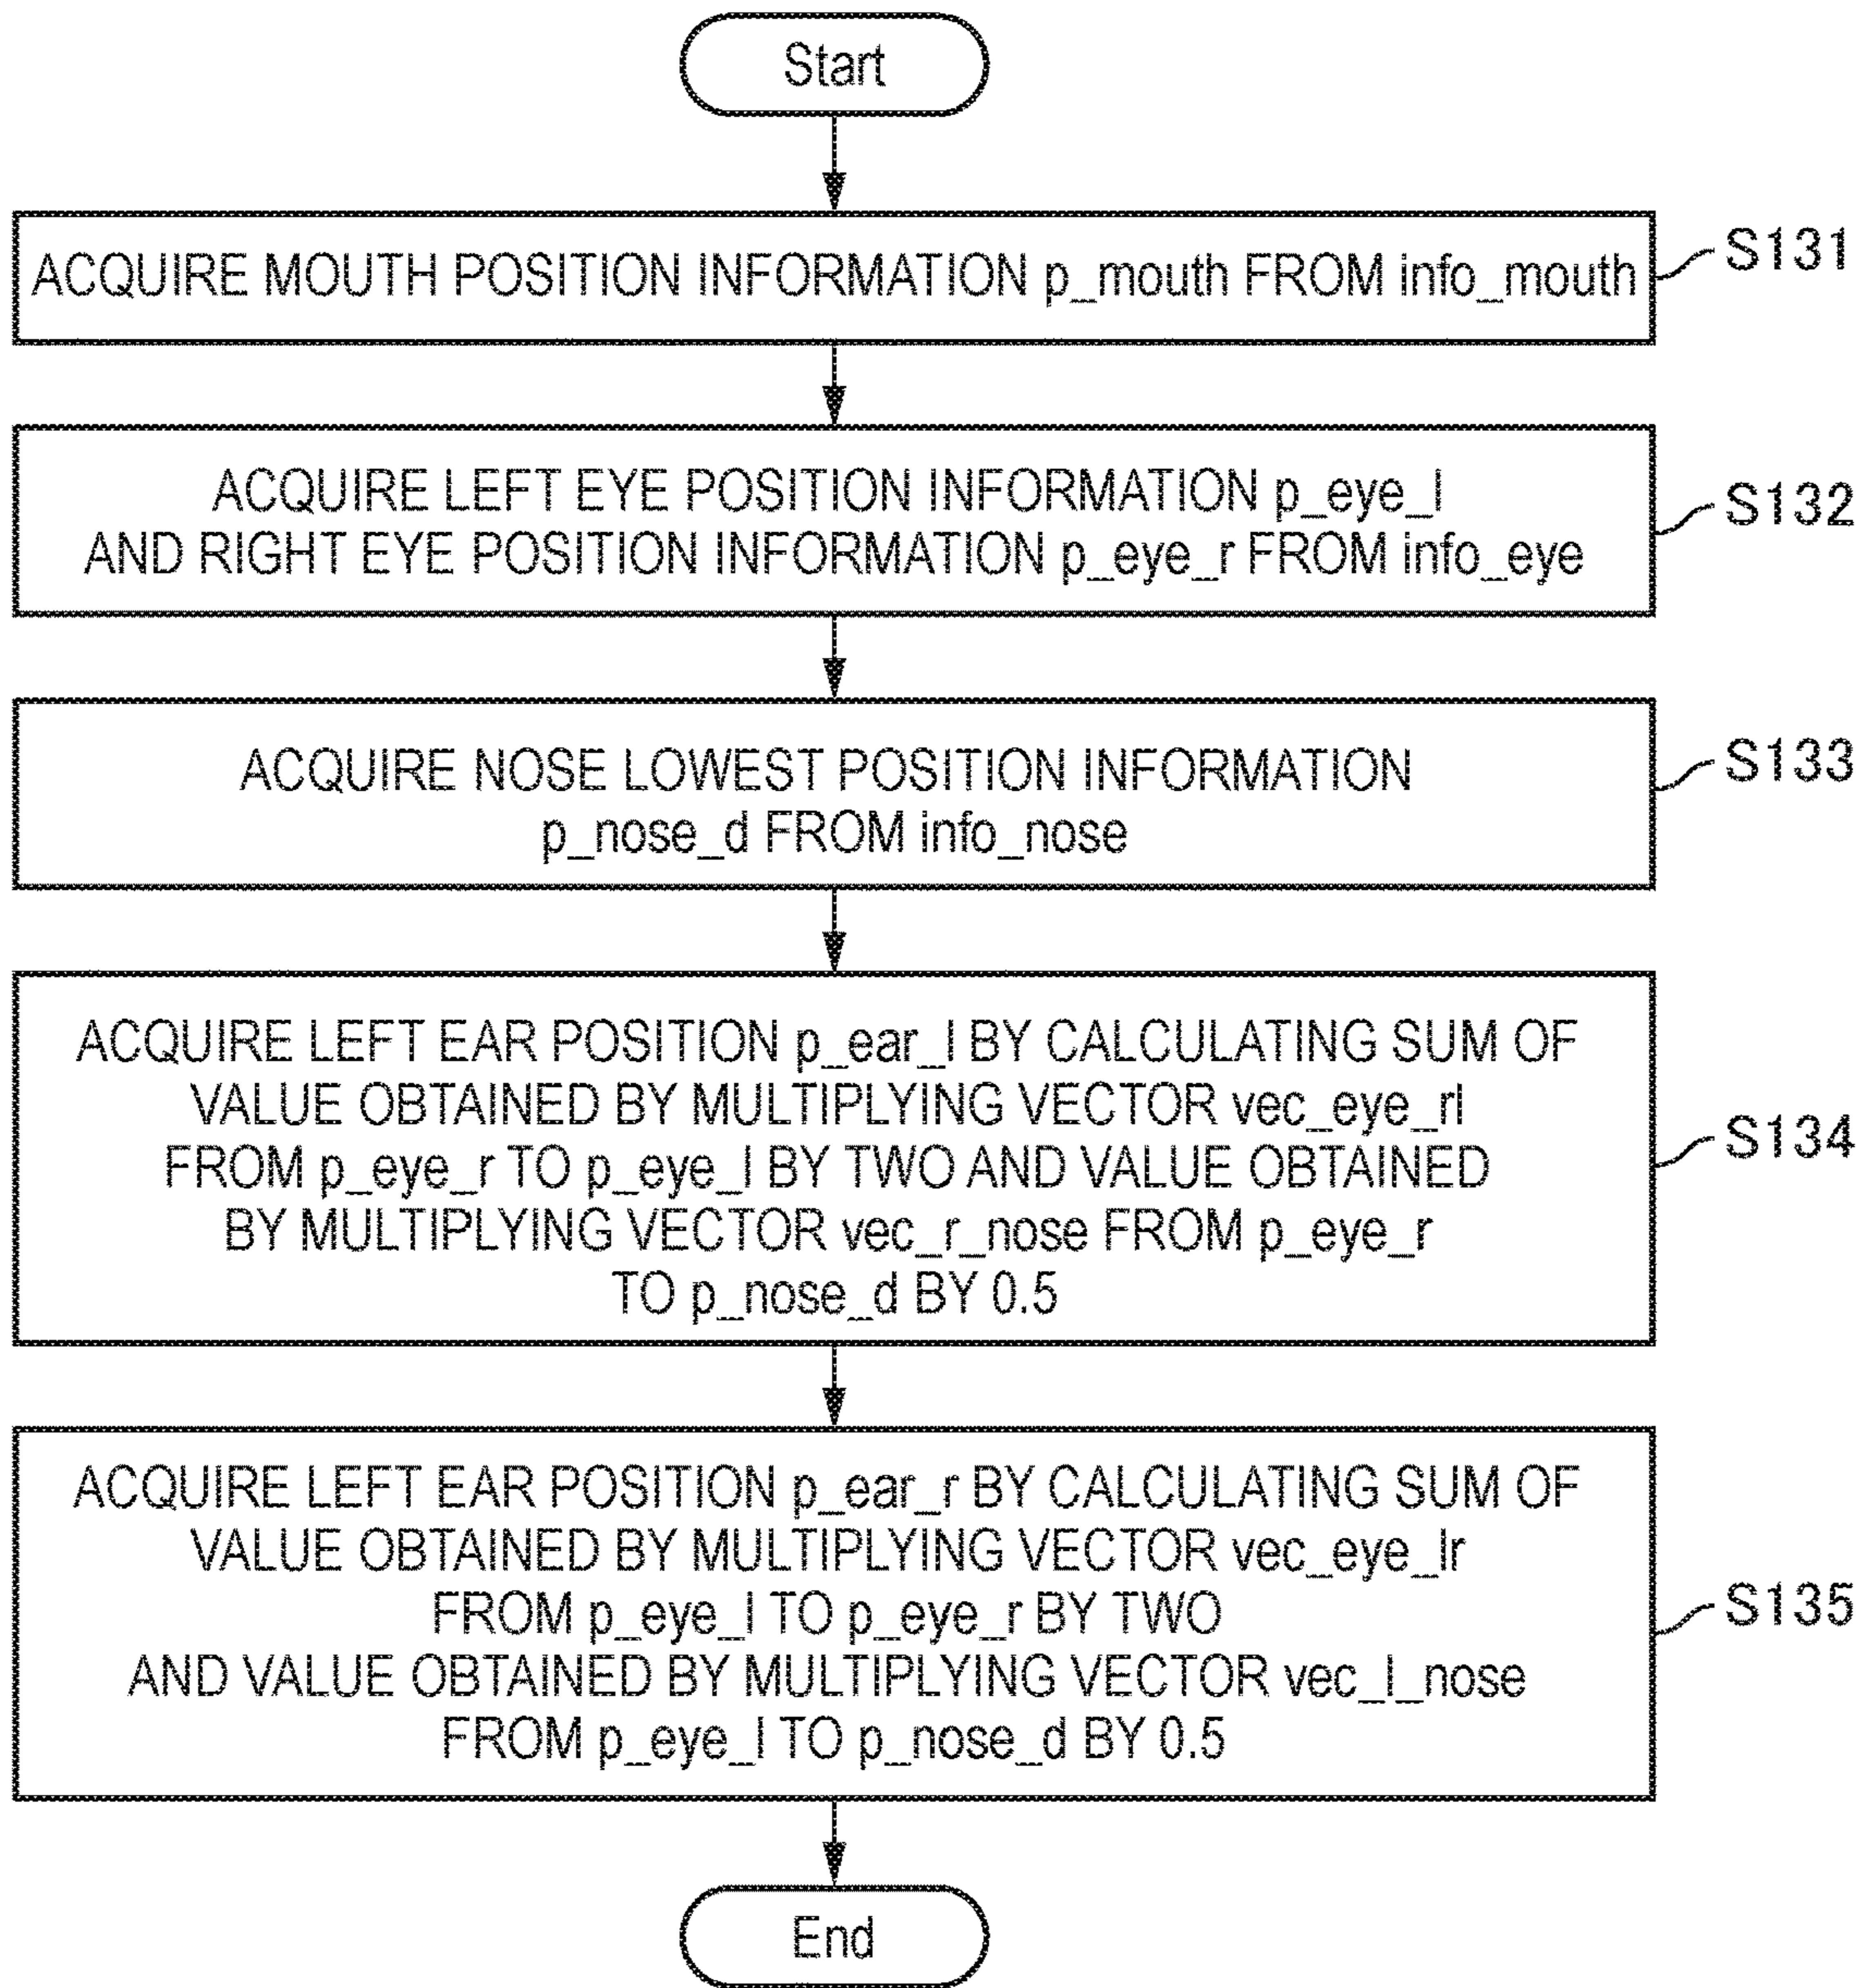 Start
ACQUIRE MOUTH POSITION INFORMATION p_mouth FROM info_mouth
S131
ACQUIRE LEFT EYE POSITION INFORMATION p_eye_l
AND RIGHT EYE POSITION INFORMATION p_eye_r FROM info_eye
S132
ACQUIRE NOSE LOWEST POSITION INFORMATION
p_nose_d FROM info_nose
S133
ACQUIRE LEFT EAR POSITION p_ear_l BY CALCULATING SUM OF
VALUE OBTAINED BY MULTIPLYING VECTOR vec_eye_rl
FROM p_eye_r TO p_eye_l BY TWO AND VALUE OBTAINED
BY MULTIPLYING VECTOR vec_r_nose FROM p_eye_r
TO p_nose_d BY 0.5
S134
ACQUIRE LEFT EAR POSITION p_ear_r BY CALCULATING SUM OF
VALUE OBTAINED BY MULTIPLYING VECTOR vec_eye_lr
FROM p_eye_l TO p_eye_r BY TWO
AND VALUE OBTAINED BY MULTIPLYING VECTOR vec_l_nose
FROM p_eye_l TO p_nose_d BY 0.5
S135
End